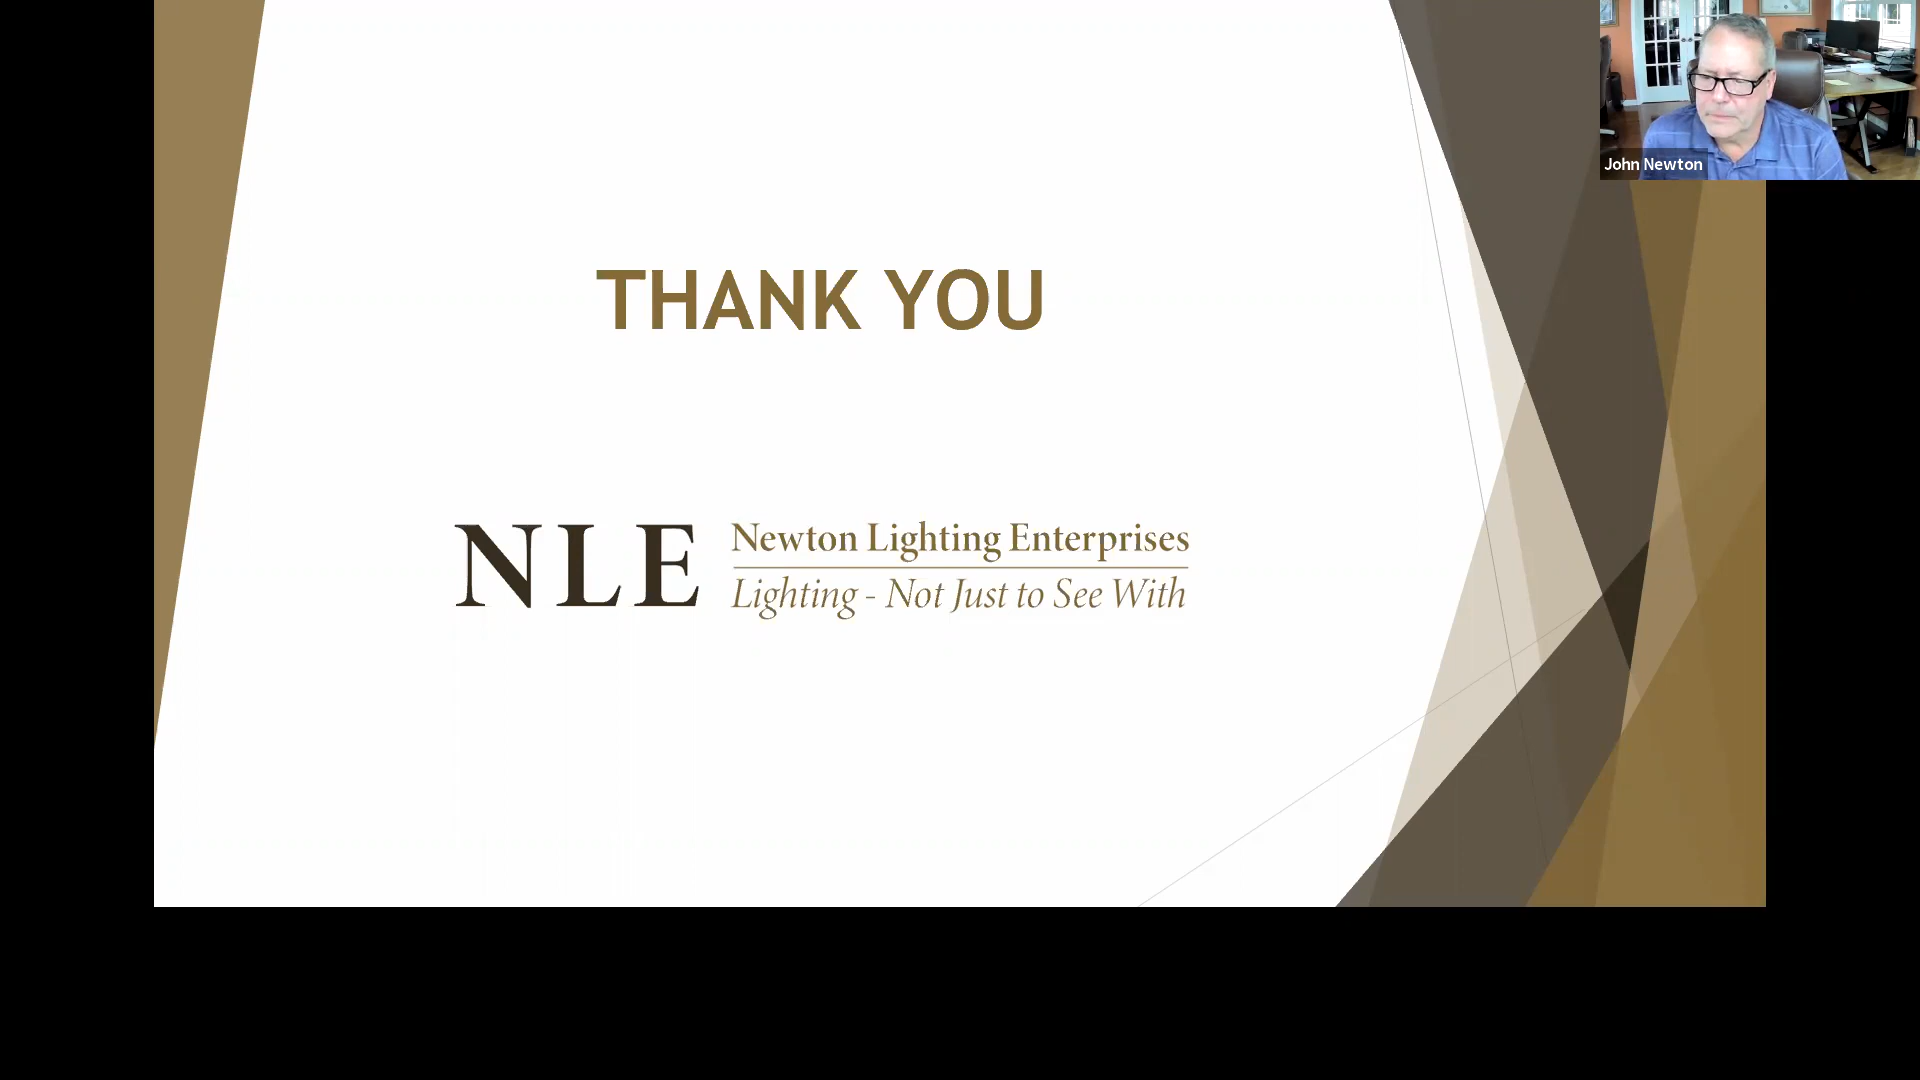 THANK YOU
NLE
Newton Lighting Enterprises
Lighting - Not Just to See With
John Newton